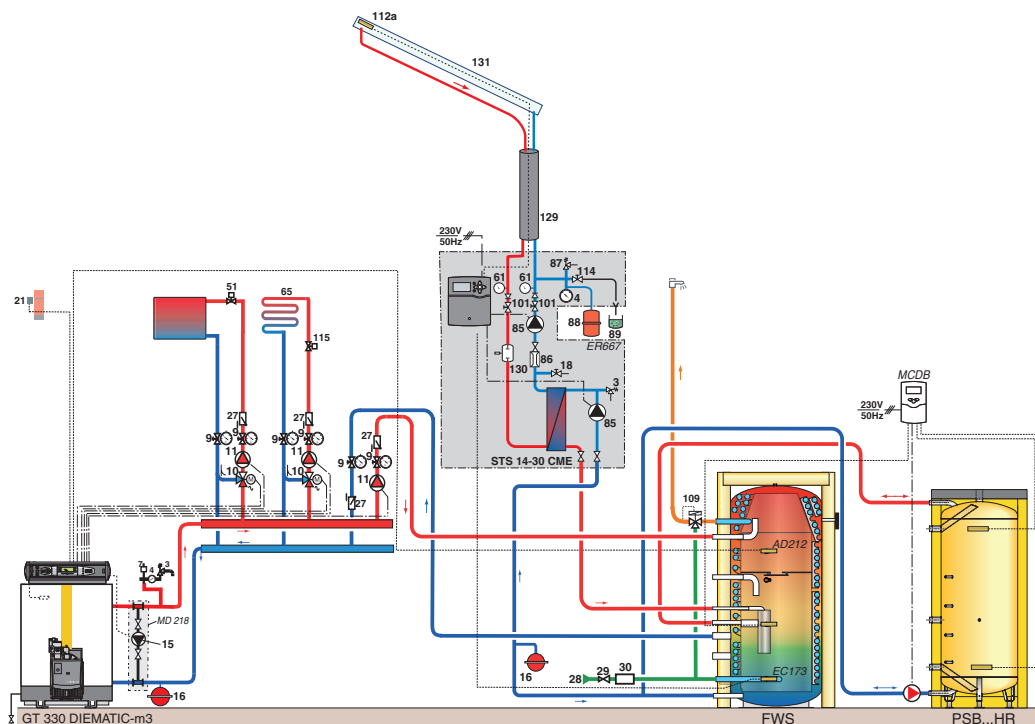 112a
131
129
230V
50Hz
87
114
61
61
101
101
4
85
88
89
ER667
86
130
18
3
85
STS 14-30 CME
21
51
65
115
27
27
9
9
9
9
11
11
10
10
M
M
27
9
9
11
27
MCDB
230V
50Hz
109
AD212
EC173
7
4
3
MD 218
15
16
16
28
29
30
GT 330 DIEMATIC-m3
FWS
PSB...HR